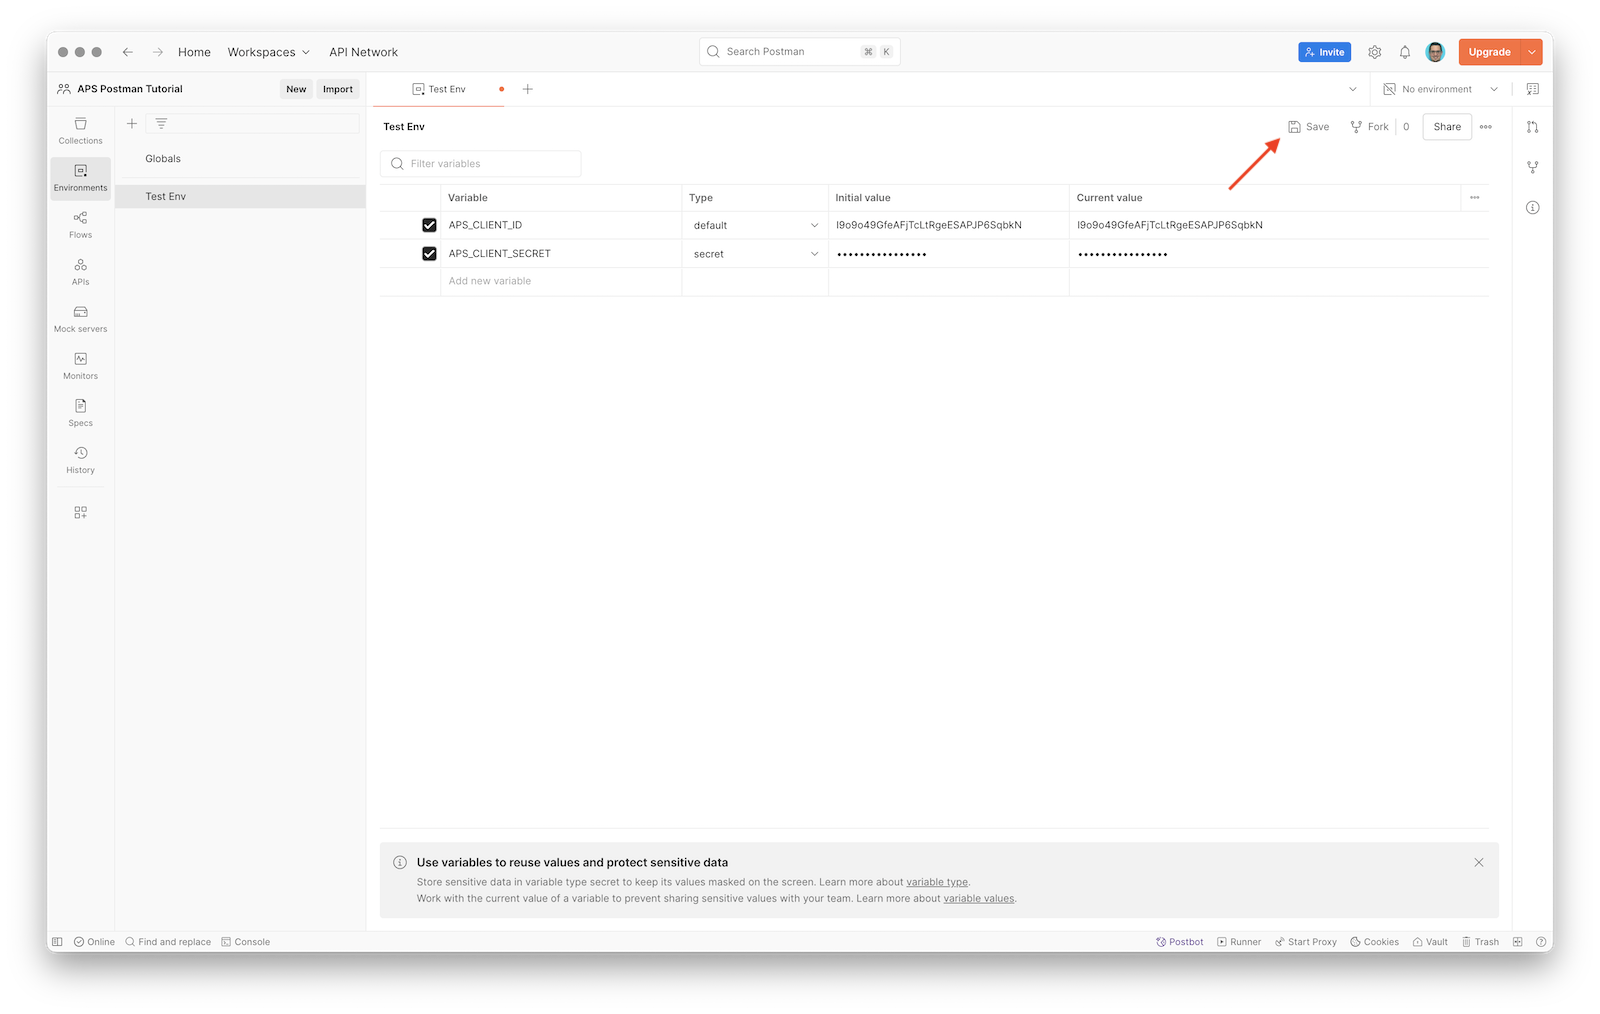 Home Workspaces API Network Search Postman ⌘ K Invite Upgrade
APS Postman Tutorial New Import Test Env No environment
Collections
Environments
Flows
APIs
Mock servers
Monitors
Specs
History
Globals
Test Env
Test Env Save Fork 0 Share
Filter variables
Variable Type Initial value Current value
APS_CLIENT_ID default I9o9o49GfeAFjTcLtRgeESAPJP6SqbkN I9o9o49GfeAFjTcLtRgeESAPJP6SqbkN
APS_CLIENT_SECRET secret •••••••••••••••• ••••••••••••••••
Add new variable
Use variables to reuse values and protect sensitive data
Store sensitive data in variable type secret to keep its values masked on the screen. Learn more about variable type.
Work with the current value of a variable to prevent sharing sensitive values with your team. Learn more about variable values.
Online Find and replace Console Postbot Runner Start Proxy Cookies Vault Trash